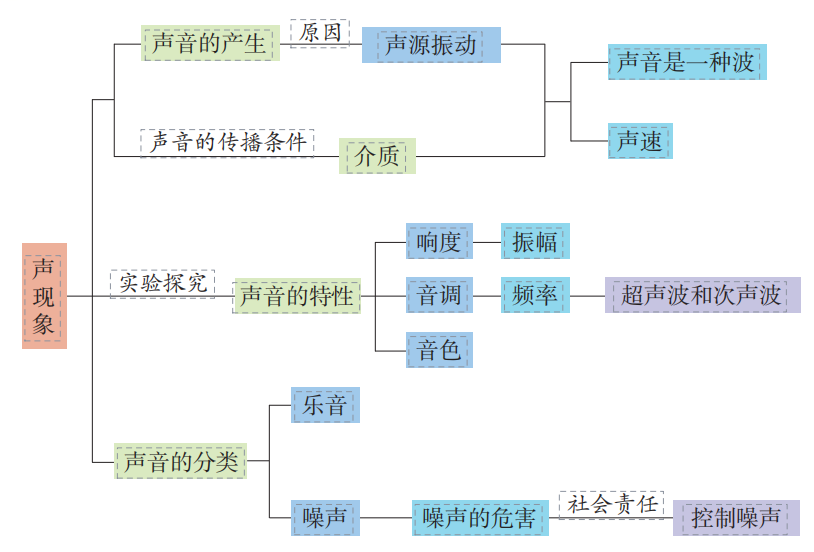 声音的产生
原因
声源振动
声音是一种波
声音的传播条件
介质
声速
声现象
实验探究
声音的特性
响度
振幅
音调
频率
超声波和次声波
音色
声音的分类
乐音
噪声
噪声的危害
社会责任
控制噪声